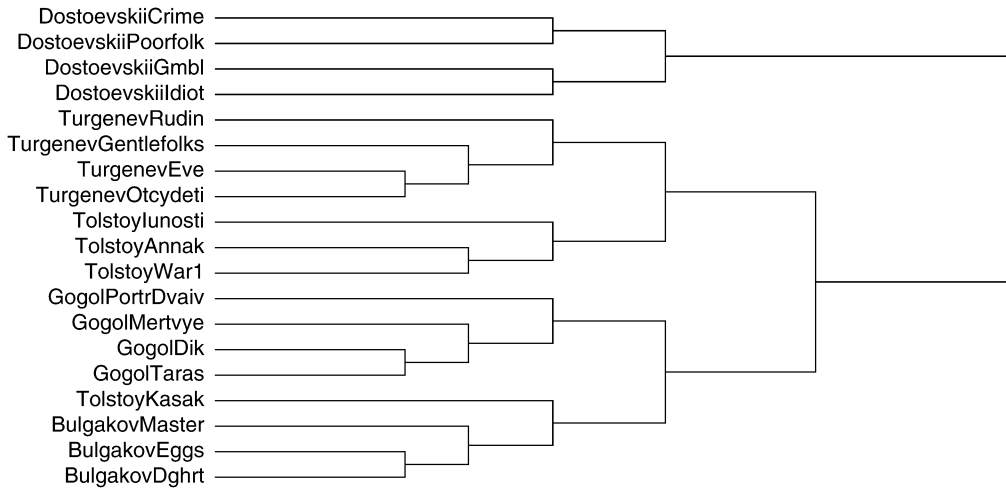 DostoevskiiCrime
DostoevskiiPoorfolk
DostoevskiiGmbl
DostoevskiiIdiot
TurgenevRudin
TurgenevGentlefolks
TurgenevEve
TurgenevOtcydeti
TolstoyIunosti
TolstoyAnnak
TolstoyWar1
GogolPortrDvaiv
GogolMertvye
GogolDik
GogolTaras
TolstoyKasak
BulgakovMaster
BulgakovEggs
BulgakovDghrt